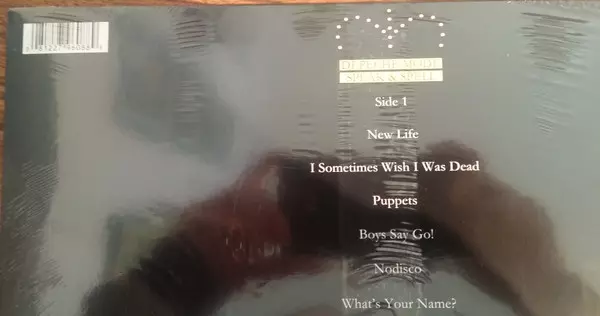 DEPECHE MODE
SPEAK & SPELL
Side 1
New Life
I Sometimes Wish I Was Dead
Puppets
Boys Say Go!
Nodisco
What's Your Name?